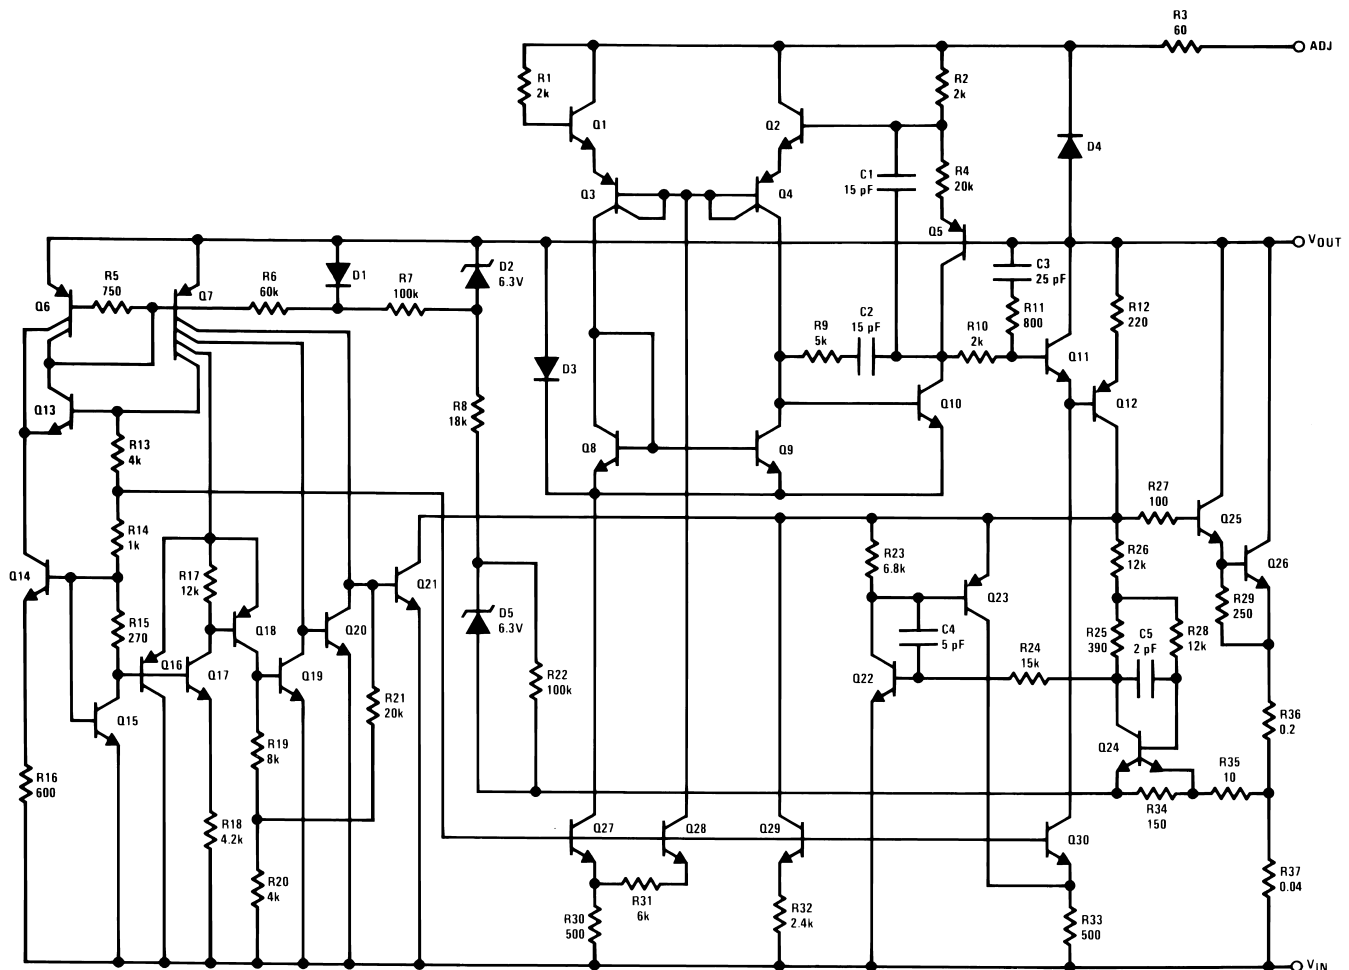 R3
60
ADJ
R1
2k
Q1
Q2
R2
2k
D4
C1
15 pF
R4
20k
Q3
Q4
Q5
VOUT
R5
750
Q6
Q7
R6
60k
D1
R7
100k
D2
6.3V
C3
25 pF
R11
800
R12
220
R9
5k
C2
15 pF
R10
2k
Q11
D3
Q12
Q13
R8
18k
Q10
R13
4k
Q8
Q9
R27
100
Q25
R14
1k
R23
6.8k
R26
12k
Q26
Q14
R17
12k
Q21
D5
6.3V
Q23
R29
250
R15
270
Q18
Q20
C4
5 pF
R24
15k
R25
390
C5
2 pF
R28
12k
Q16
Q17
Q19
R22
100k
Q22
Q15
R21
20k
R36
0.2
R19
8k
Q24
R16
600
R35
10
R34
150
R18
4.2k
Q27
Q28
Q29
Q30
R37
0.04
R20
4k
R31
6k
R30
500
R32
2.4k
R33
500
VIN